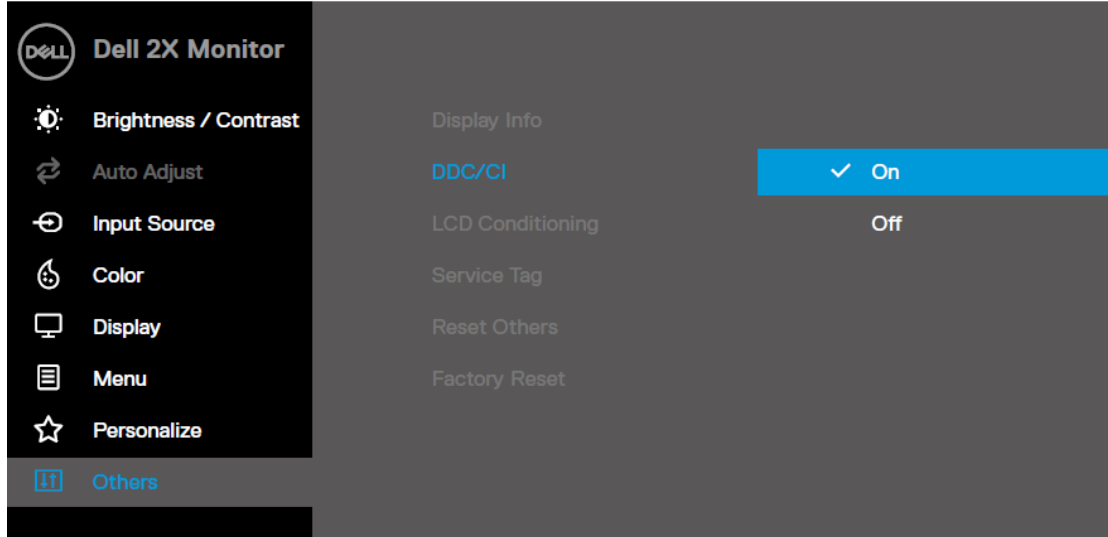 DELL
Dell 2X Monitor
Brightness / Contrast
Display Info
Auto Adjust
DDC/CI
On
Input Source
LCD Conditioning
Off
Color
Service Tag
Display
Reset Others
Menu
Factory Reset
Personalize
Others